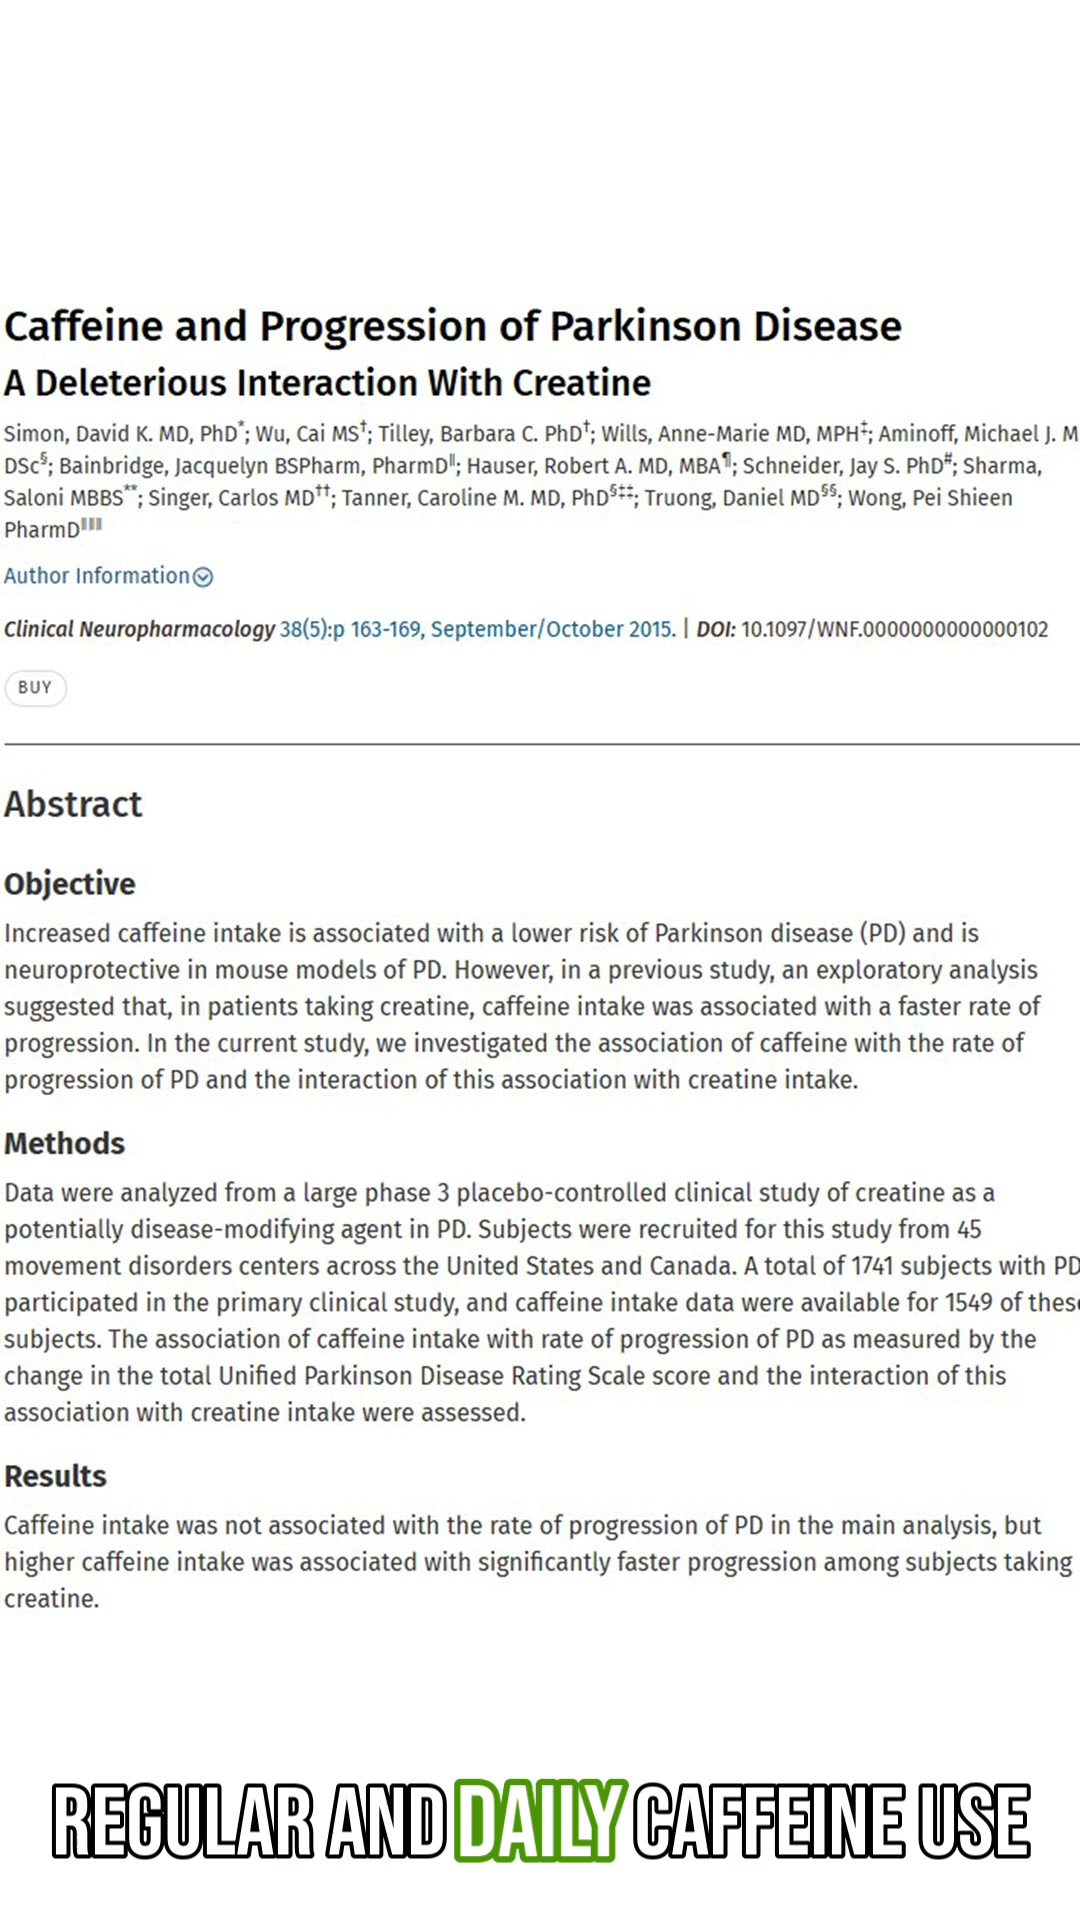 Caffeine and Progression of Parkinson Disease
A Deleterious Interaction With Creatine
Simon, David K. MD, PhD*; Wu, Cai MS†; Tilley, Barbara C. PhD†; Wills, Anne-Marie MD, MPH‡; Aminoff, Michael J. M
DSc§; Bainbridge, Jacquelyn BSPharm, PharmD∥; Hauser, Robert A. MD, MBA¶; Schneider, Jay S. PhD#; Sharma,
Saloni MBBS**; Singer, Carlos MD††; Tanner, Caroline M. MD, PhD§‡‡; Truong, Daniel MD§§; Wong, Pei Shieen
PharmD∥∥∥
Author Information
Clinical Neuropharmacology 38(5):p 163-169, September/October 2015. | DOI: 10.1097/WNF.0000000000000102
BUY
Abstract
Objective
Increased caffeine intake is associated with a lower risk of Parkinson disease (PD) and is
neuroprotective in mouse models of PD. However, in a previous study, an exploratory analysis
suggested that, in patients taking creatine, caffeine intake was associated with a faster rate of
progression. In the current study, we investigated the association of caffeine with the rate of
progression of PD and the interaction of this association with creatine intake.
Methods
Data were analyzed from a large phase 3 placebo-controlled clinical study of creatine as a
potentially disease-modifying agent in PD. Subjects were recruited for this study from 45
movement disorders centers across the United States and Canada. A total of 1741 subjects with PD
participated in the primary clinical study, and caffeine intake data were available for 1549 of these
subjects. The association of caffeine intake with rate of progression of PD as measured by the
change in the total Unified Parkinson Disease Rating Scale score and the interaction of this
association with creatine intake were assessed.
Results
Caffeine intake was not associated with the rate of progression of PD in the main analysis, but
higher caffeine intake was associated with significantly faster progression among subjects taking
creatine.
REGULAR AND DAILY CAFFEINE USE